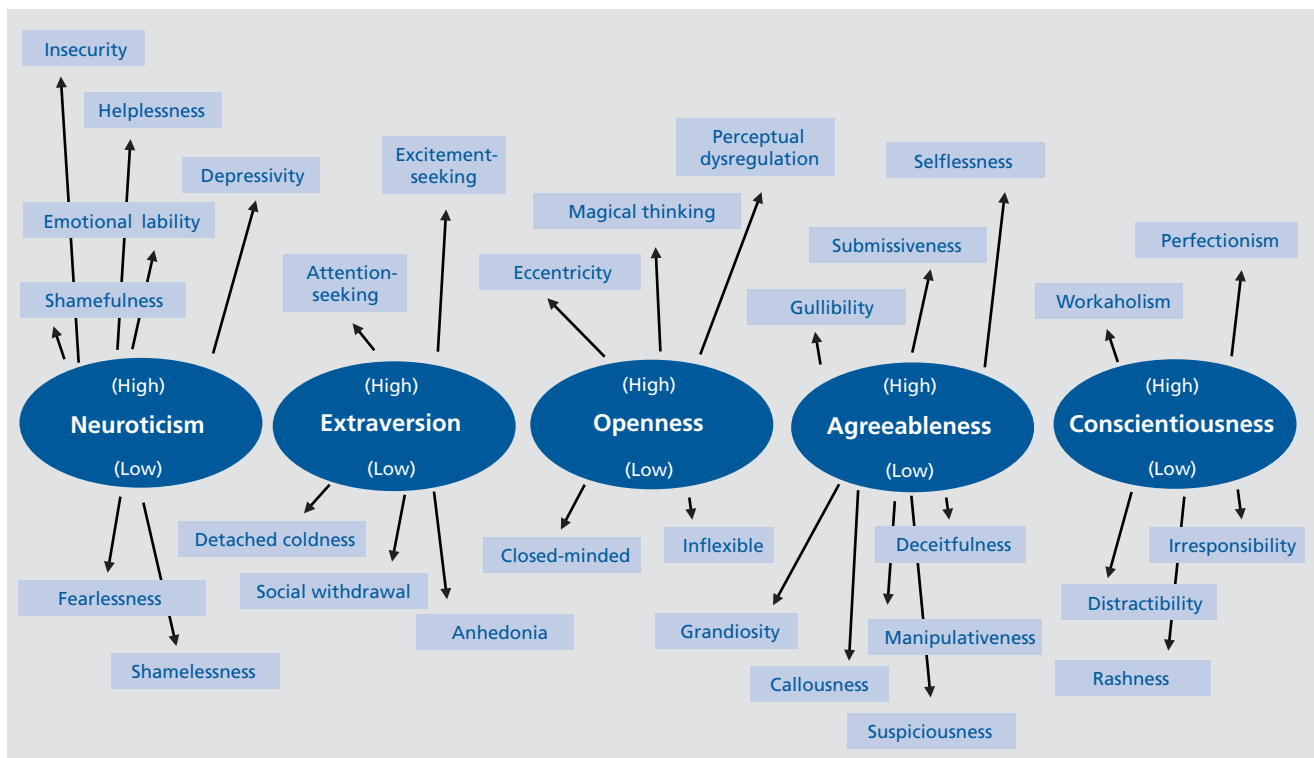 Insecurity
Helplessness
Depressivity
Emotional lability
Shamefulness
Excitement-
seeking
Attention-
seeking
Perceptual
dysregulation
Magical thinking
Eccentricity
Selflessness
Submissiveness
Gullibility
Perfectionism
Workaholism
(High)
Neuroticism
(Low)
(High)
Extraversion
(Low)
(High)
Openness
(Low)
(High)
Agreeableness
(Low)
(High)
Conscientiousness
(Low)
Fearlessness
Shamelessness
Detached coldness
Social withdrawal
Anhedonia
Closed-minded
Inflexible
Deceitfulness
Grandiosity
Manipulativeness
Callousness
Suspiciousness
Irresponsibility
Distractibility
Rashness